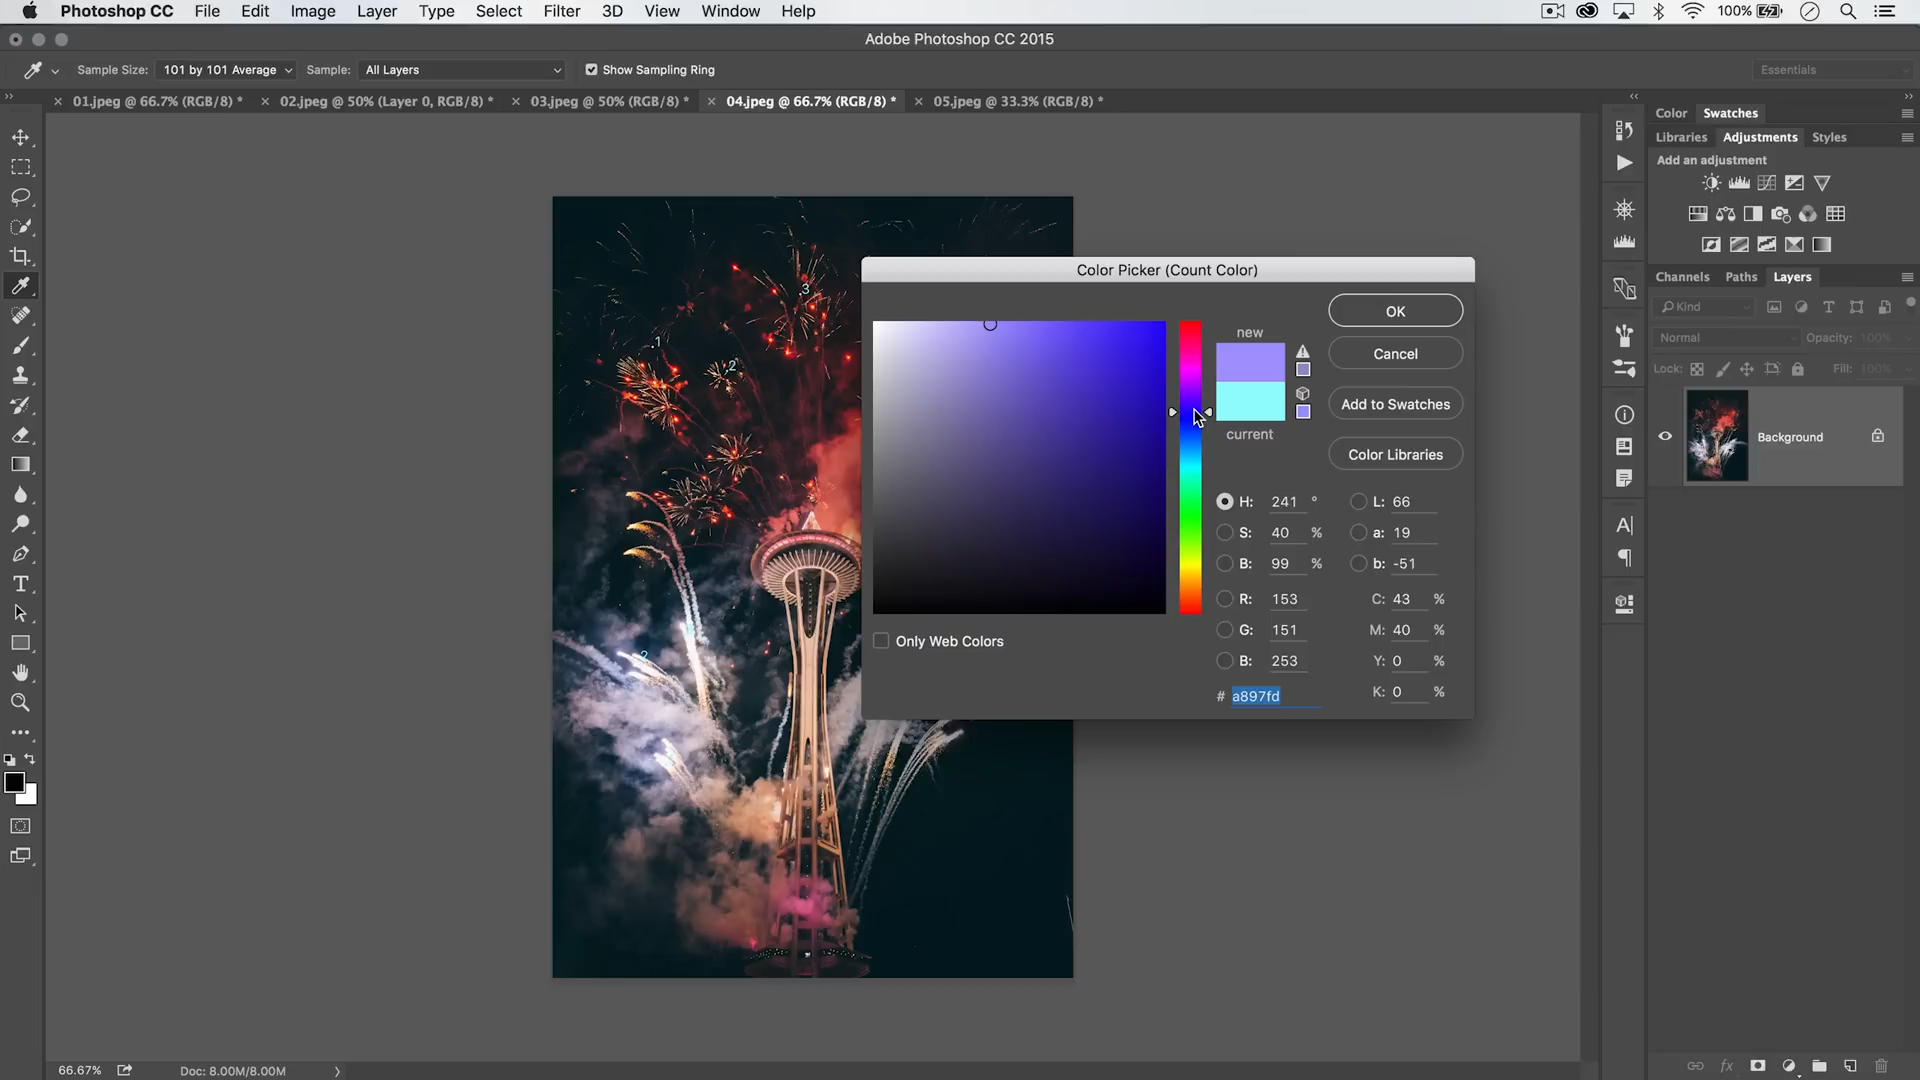 Photoshop CC File Edit Image Layer Type Select Filter 3D View Window Help 100%
Adobe Photoshop CC 2015
Sample Size: 101 by 101 Average Sample: All Layers Show Sampling Ring Essentials
01.jpeg @ 66.7% (RGB/8) * 02.jpeg @ 50% (Layer 0, RGB/8) * 03.jpeg @ 50% (RGB/8) * 04.jpeg @ 66.7% (RGB/8) * 05.jpeg @ 33.3% (RGB/8) *
Color Swatches
Libraries Adjustments Styles
Add an adjustment
Channels Paths Layers
Kind
Normal Opacity: 100%
Lock: Fill: 100%
Background
3
1
2
2
Color Picker (Count Color)
new
current
OK
Cancel
Add to Swatches
Color Libraries
H: 241 ° L: 66
S: 40 % a: 19
B: 99 % b: -51
R: 153 C: 43 %
G: 151 M: 40 %
B: 253 Y: 0 %
# a897fd K: 0 %
Only Web Colors
66.67% Doc: 8.00M/8.00M